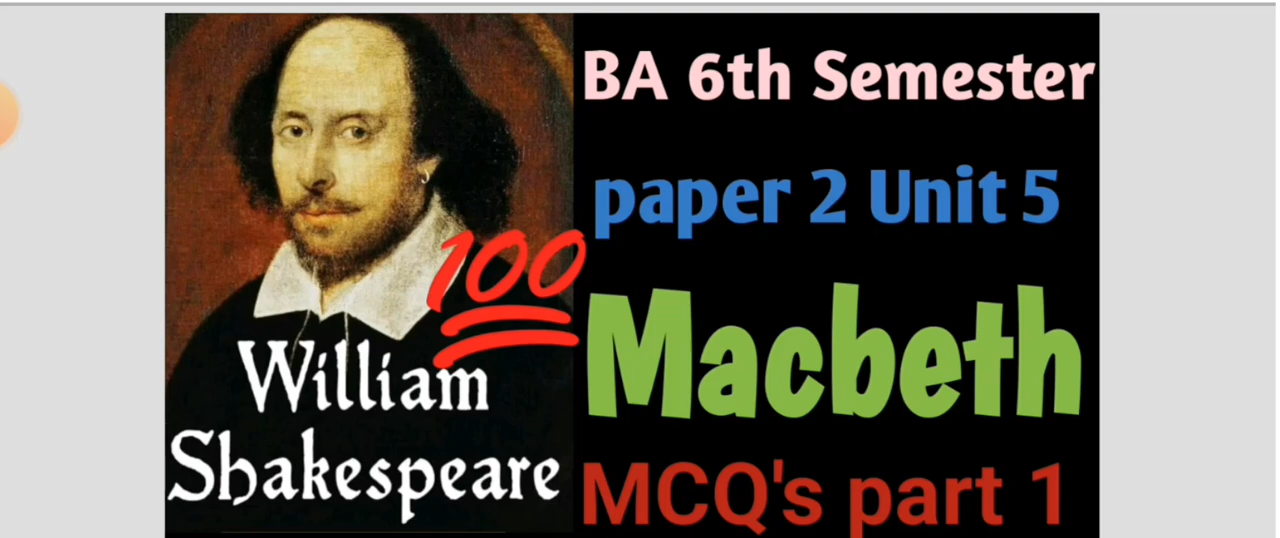 BA 6th Semester
paper 2 Unit 5
100
Macbeth
William
Shakespeare
MCQ's part 1